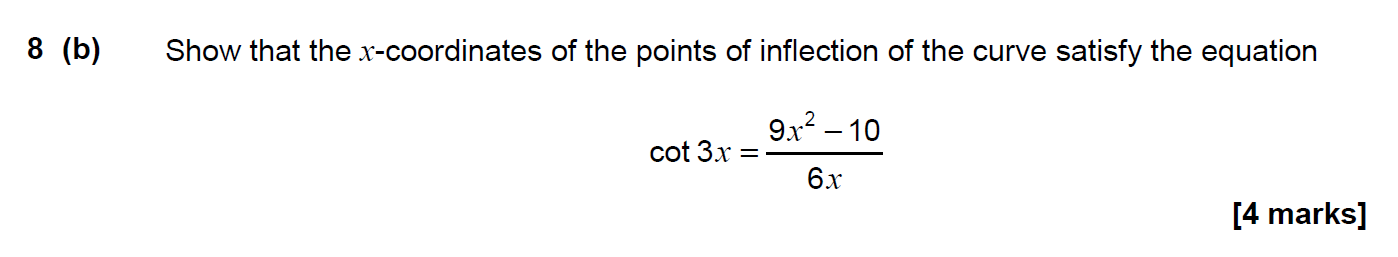 8 (b) Show that the x-coordinates of the points of inflection of the curve satisfy the equation
cot 3x = (9x² – 10) / 6x
[4 marks]